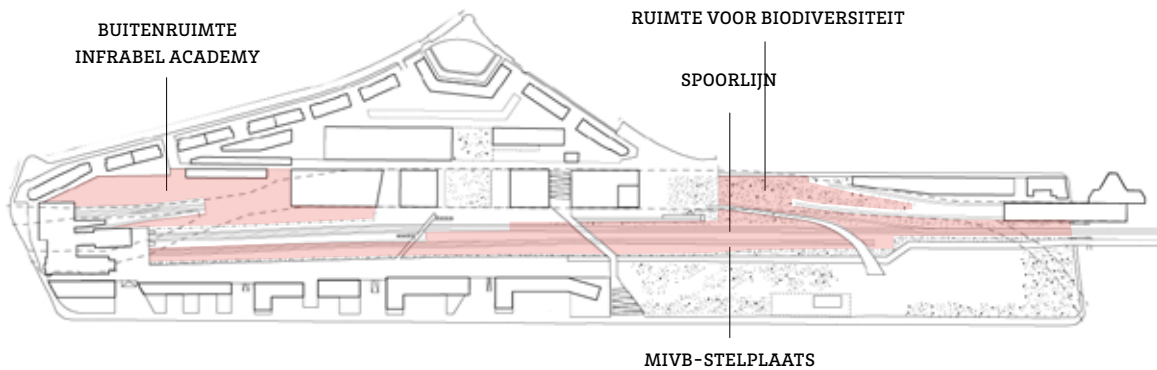 BUITENRUIMTE
INFRABEL ACADEMY
RUIMTE VOOR BIODIVERSITEIT
SPOORLIJN
MIVB-STELPLAATS